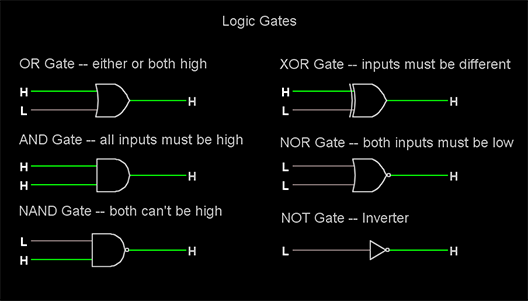 Logic Gates
OR Gate -- either or both high
H
L
H
AND Gate -- all inputs must be high
H
H
H
NAND Gate -- both can't be high
L
H
H
XOR Gate -- inputs must be different
H
L
H
NOR Gate -- both inputs must be low
L
L
H
NOT Gate -- Inverter
L
H